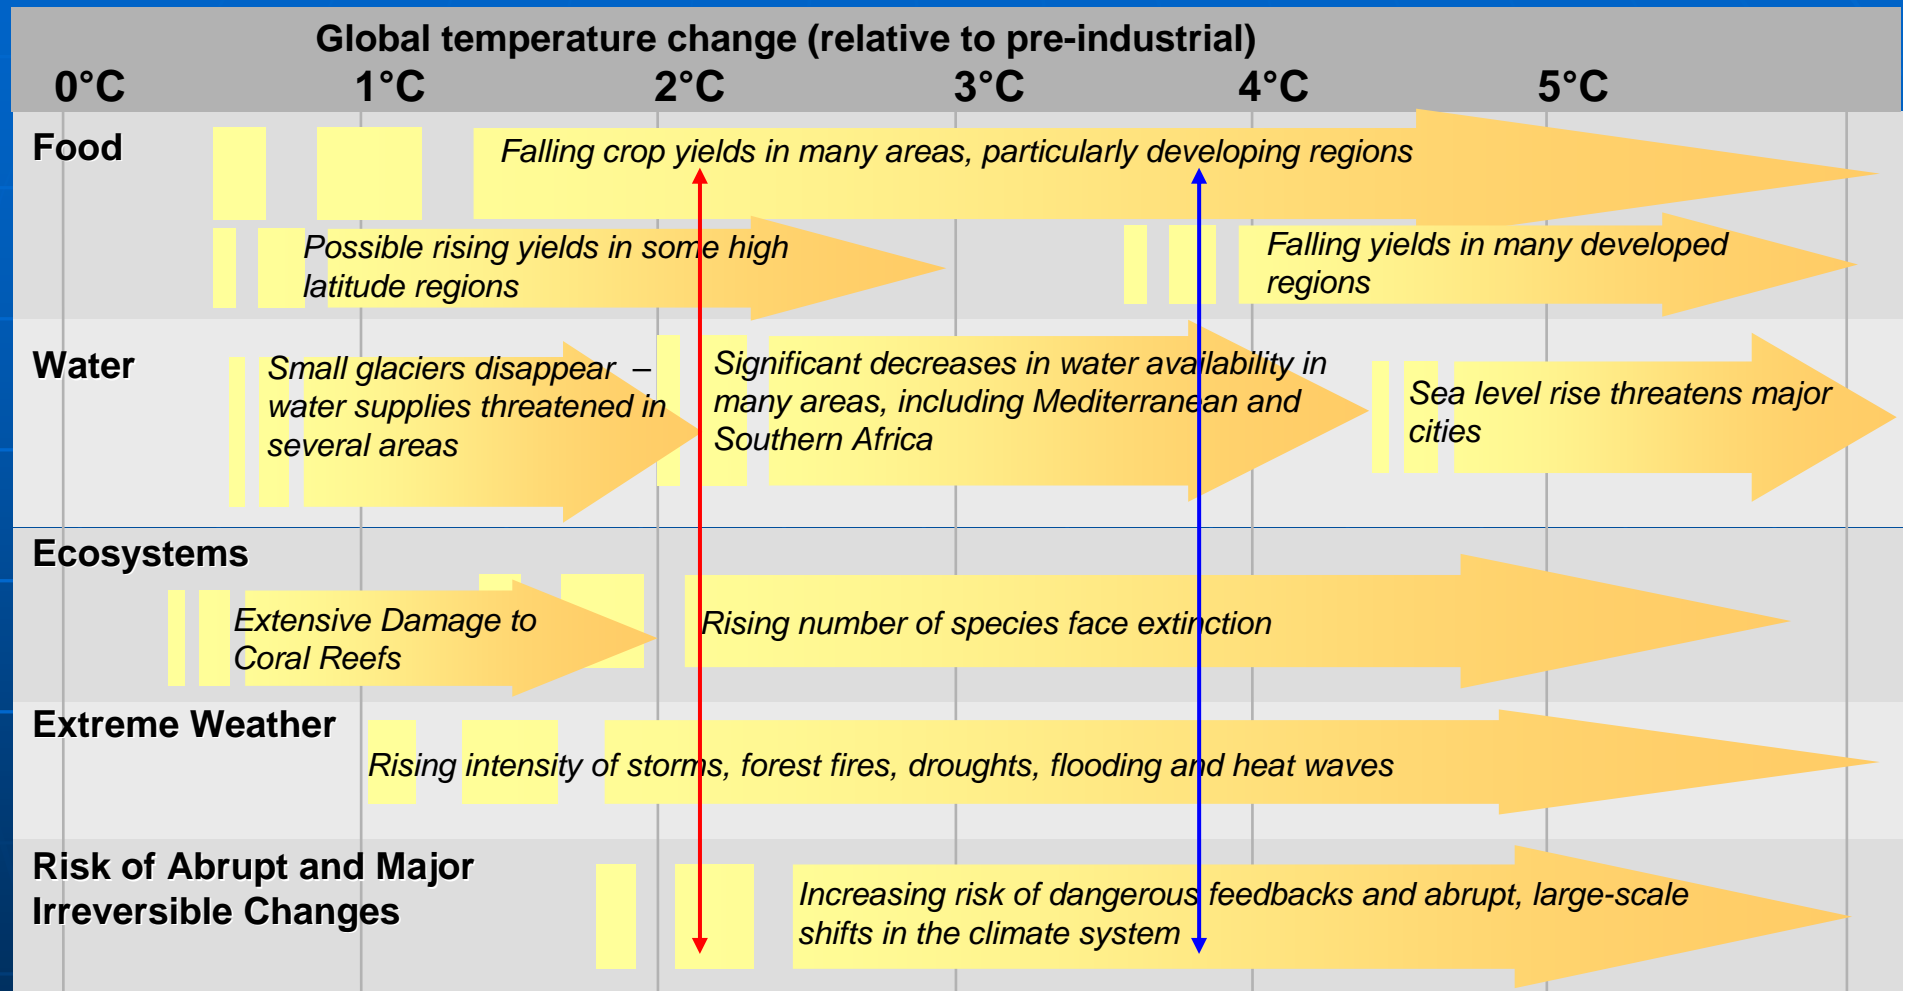 Global temperature change (relative to pre-industrial)
0°C 1°C 2°C 3°C 4°C 5°C
Food
Falling crop yields in many areas, particularly developing regions
Possible rising yields in some high
latitude regions
Falling yields in many developed
regions
Water
Small glaciers disappear –
water supplies threatened in
several areas
Significant decreases in water availability in
many areas, including Mediterranean and
Southern Africa
Sea level rise threatens major
cities
Ecosystems
Extensive Damage to
Coral Reefs
Rising number of species face extinction
Extreme Weather
Rising intensity of storms, forest fires, droughts, flooding and heat waves
Risk of Abrupt and Major
Irreversible Changes
Increasing risk of dangerous feedbacks and abrupt, large-scale
shifts in the climate system